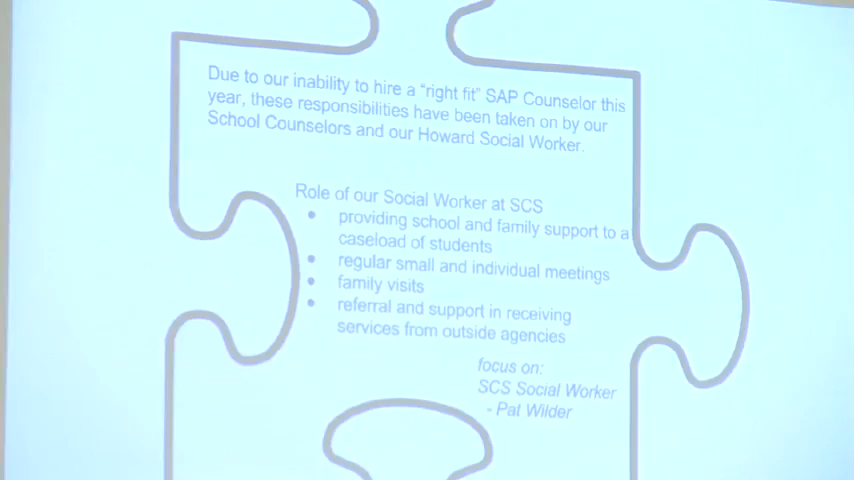 Due to our inability to hire a “right fit” SAP Counselor this
year, these responsibilities have been taken on by our
School Counselors and our Howard Social Worker.
Role of our Social Worker at SCS
• providing school and family support to a
caseload of students
• regular small and individual meetings
• family visits
• referral and support in receiving
services from outside agencies
focus on:
SCS Social Worker
- Pat Wilder